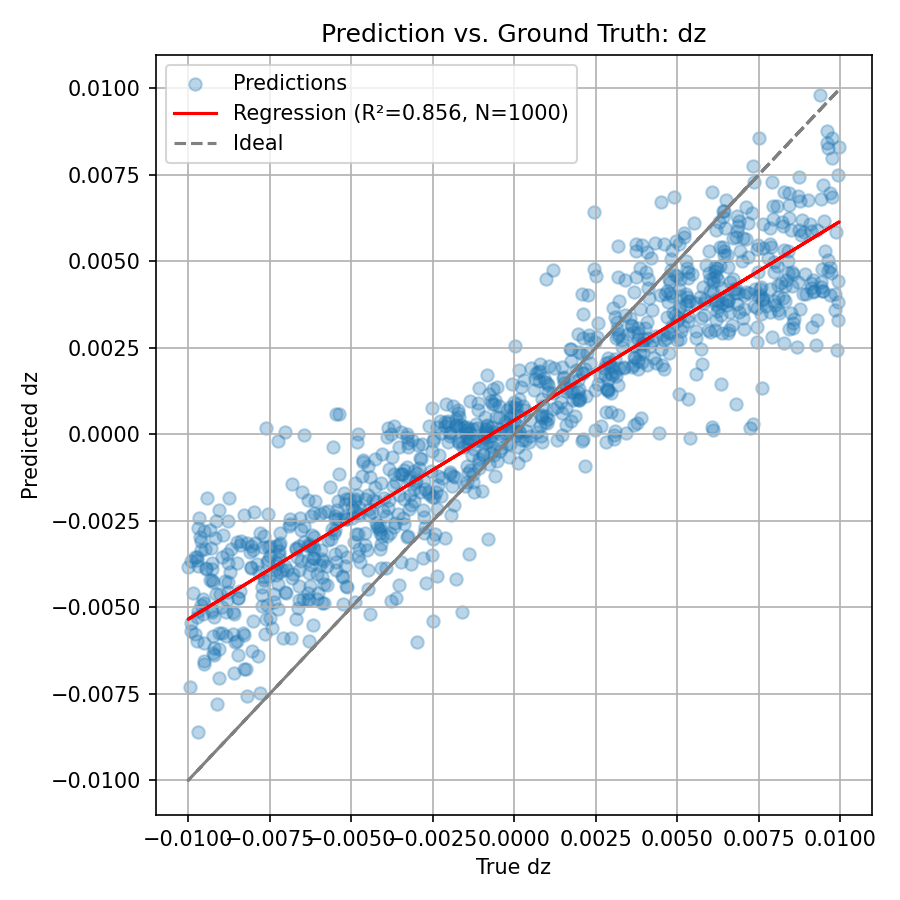 Prediction vs. Ground Truth: dz
Predictions
Regression (R²=0.856, N=1000)
Ideal
0.0100
0.0075
0.0050
0.0025
0.0000
−0.0025
−0.0050
−0.0075
−0.0100
Predicted dz
−0.0100 −0.0075 −0.0050 −0.0025 0.0000 0.0025 0.0050 0.0075 0.0100
True dz